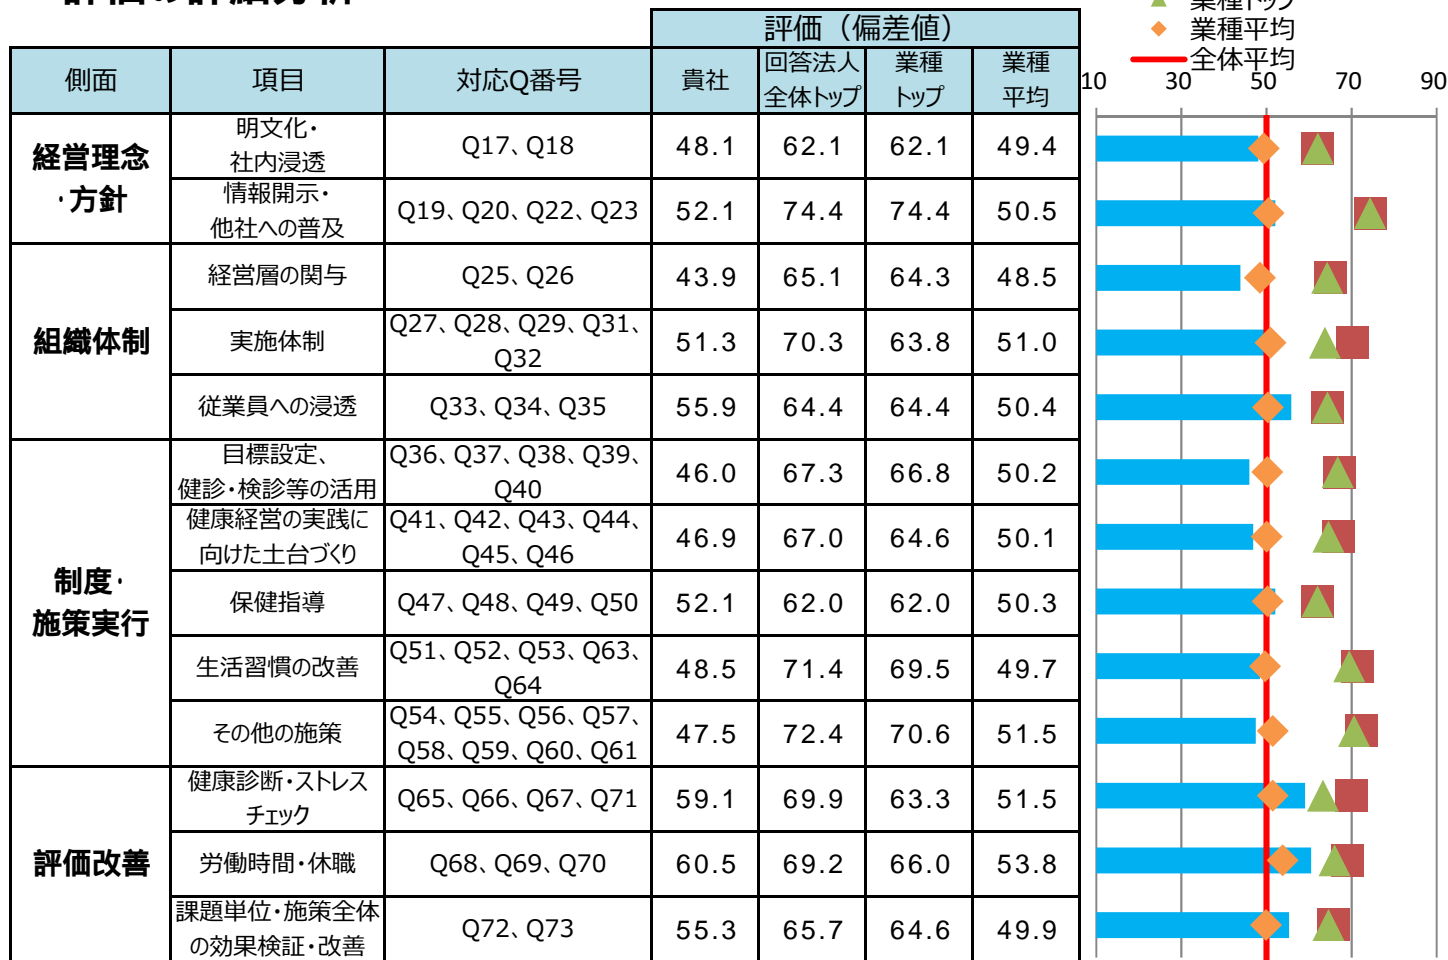 評価の詳細分析
業種トップ
業種平均
全体平均
評価（偏差値）
側面 項目 対応Q番号 貴社 回答法人 業種 業種
全体トップ トップ 平均
10 30 50 70 90
経営理念
・方針
明文化・
社内浸透
Q17、Q18 48.1 62.1 62.1 49.4
情報開示・
他社への普及
Q19、Q20、Q22、Q23 52.1 74.4 74.4 50.5
組織体制
経営層の関与 Q25、Q26 43.9 65.1 64.3 48.5
実施体制
Q27、Q28、Q29、Q31、
Q32
51.3 70.3 63.8 51.0
従業員への浸透 Q33、Q34、Q35 55.9 64.4 64.4 50.4
制度・
施策実行
目標設定、
健診・検診等の活用
Q36、Q37、Q38、Q39、
Q40
46.0 67.3 66.8 50.2
健康経営の実践に
向けた土台づくり
Q41、Q42、Q43、Q44、
Q45、Q46
46.9 67.0 64.6 50.1
保健指導 Q47、Q48、Q49、Q50 52.1 62.0 62.0 50.3
生活習慣の改善
Q51、Q52、Q53、Q63、
Q64
48.5 71.4 69.5 49.7
その他の施策
Q54、Q55、Q56、Q57、
Q58、Q59、Q60、Q61
47.5 72.4 70.6 51.5
評価改善
健康診断・ストレス
チェック
Q65、Q66、Q67、Q71 59.1 69.9 63.3 51.5
労働時間・休職 Q68、Q69、Q70 60.5 69.2 66.0 53.8
課題単位・施策全体
の効果検証・改善
Q72、Q73 55.3 65.7 64.6 49.9